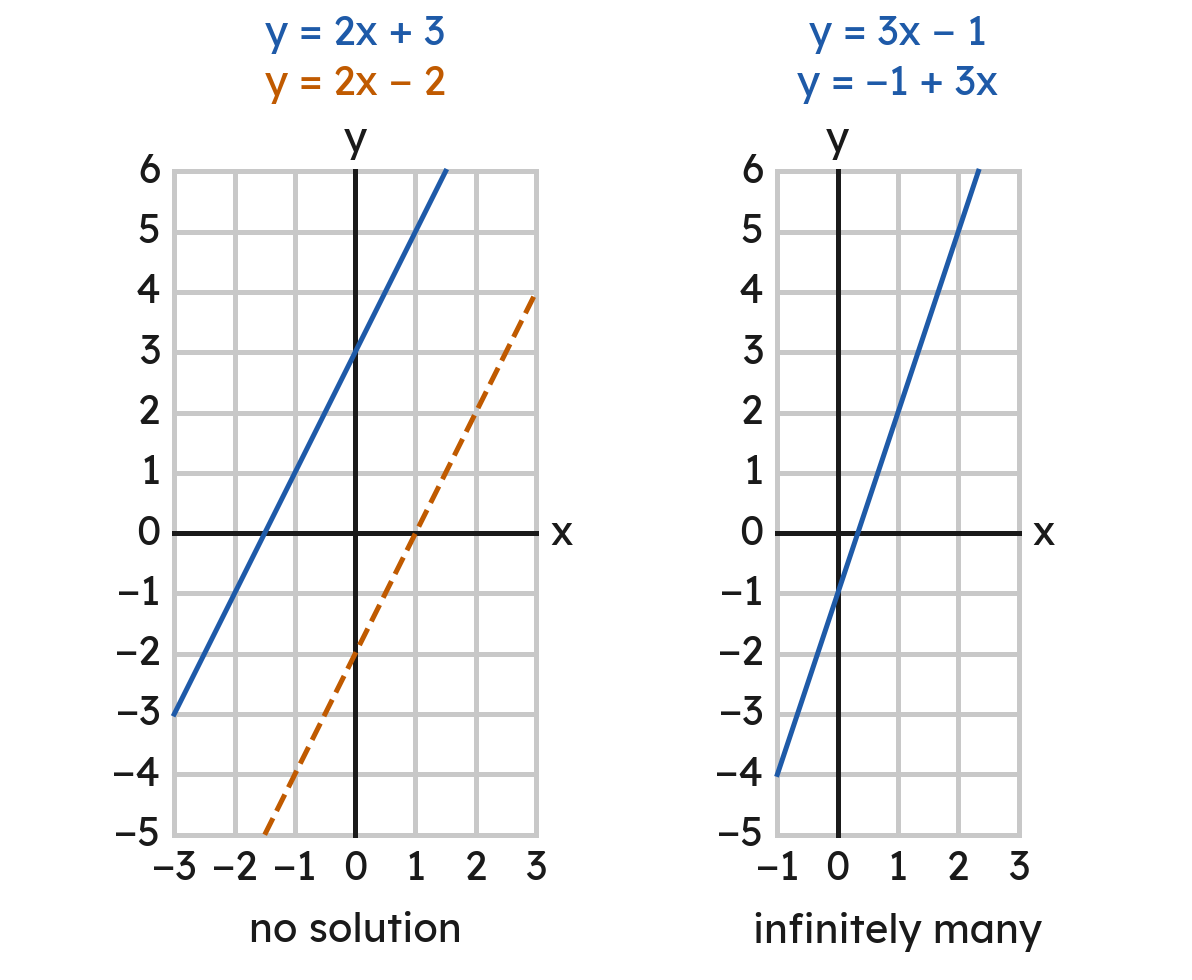 y = 2x + 3
y = 2x − 2
y
6
5
4
3
2
1
0
−1
−2
−3
−4
−5
x
−3 −2 −1 0 1 2 3
no solution
y = 3x − 1
y = −1 + 3x
y
6
5
4
3
2
1
0
−1
−2
−3
−4
−5
x
−1 0 1 2 3
infinitely many